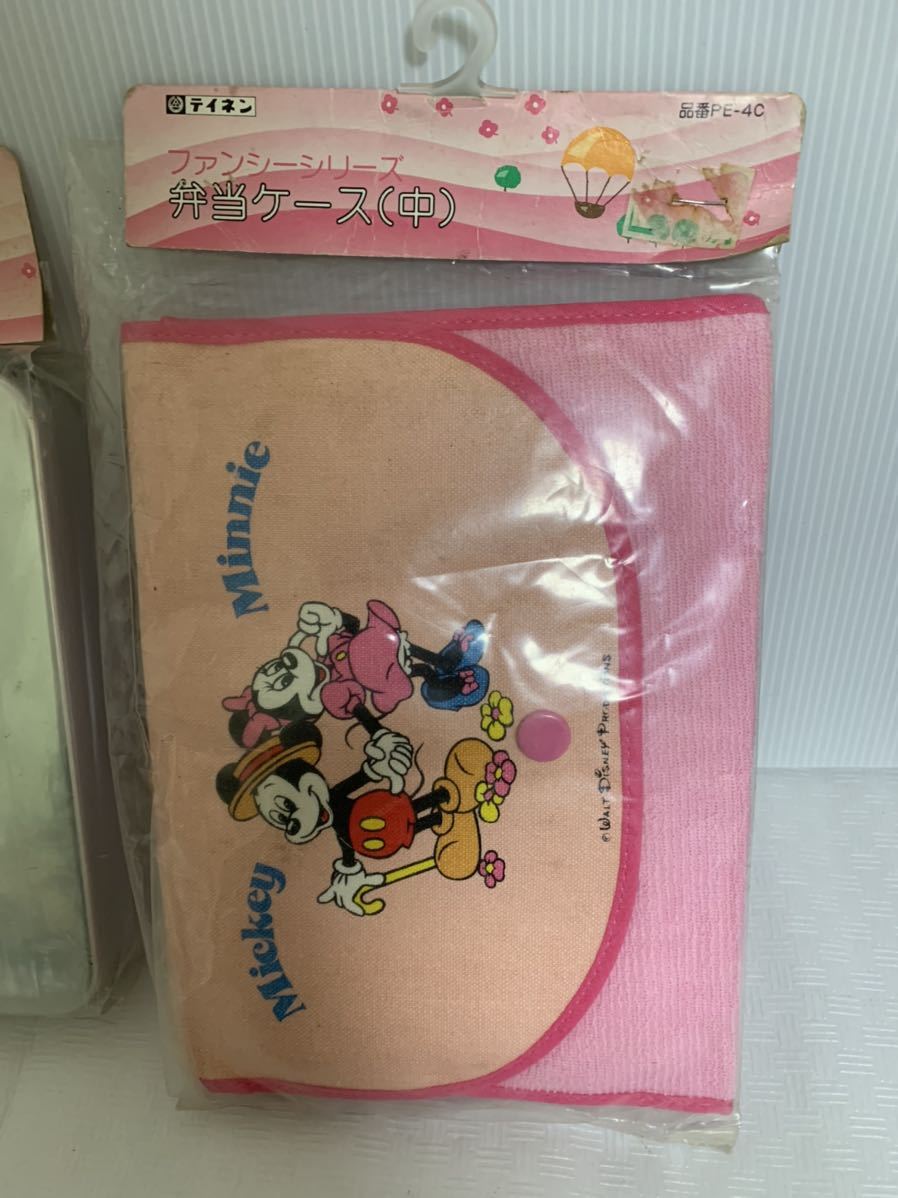 テイネン
品番PE-4C
ファンシーシリーズ
弁当ケース(中)
Minnie
Mickey
© WALT DISNEY